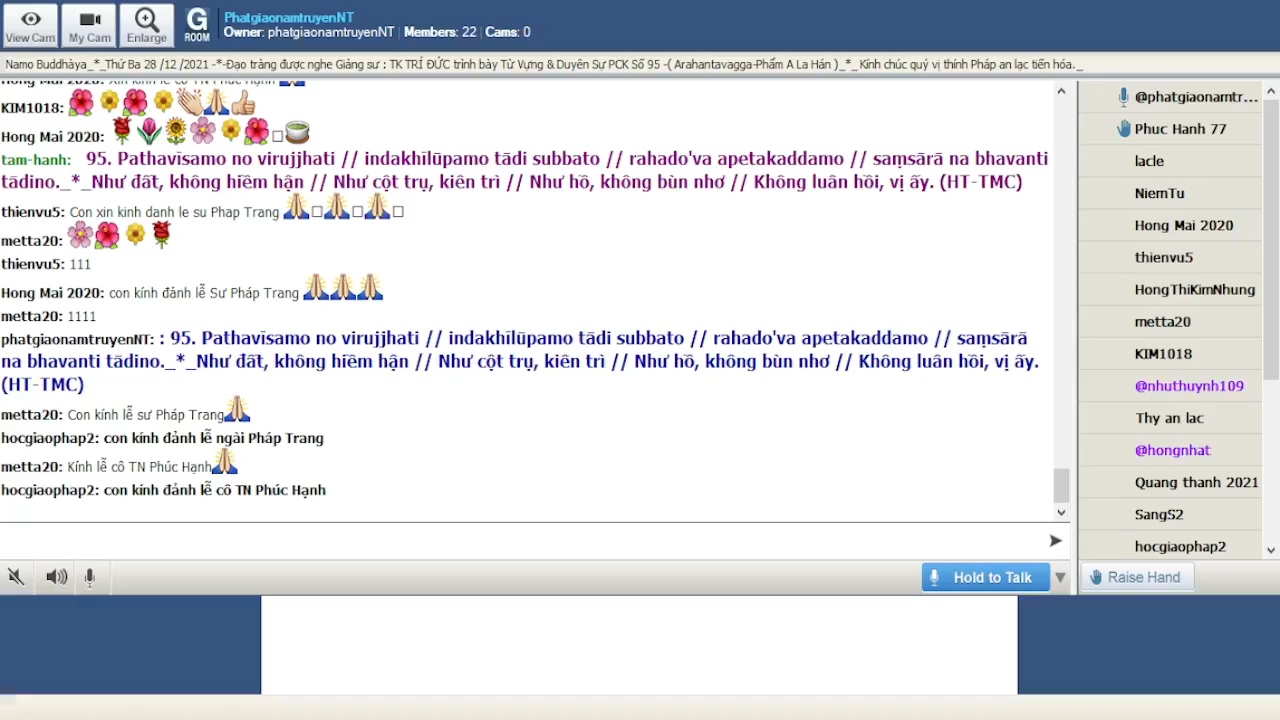 View Cam
My Cam
Enlarge
G
ROOM
PhatgiaonamtruyenNT
Owner: phatgiaonamtruyenNT | Members: 22 | Cams: 0
Namo Buddhàya_*_Thứ Ba 28 /12 /2021 -*-Đạo tràng được nghe Giảng sư : TK TRÍ ĐỨC trình bày Từ Vựng & Duyên Sự PCK Số 95 -( Arahantavagga-Phẩm A La Hán )_*_ Kính chúc quý vị thính Pháp an lạc tiến hóa._
KIM1018:
Hong Mai 2020:
tam-hanh: 95. Pathavīsamo no virujjhati // indakhīlūpamo tādi subbato // rahado'va apetakaddamo // saṃsārā na bhavanti
tādino._*_Như đất, không hiềm hận // Như cột trụ, kiên trì // Như hồ, không bùn nhơ // Không luân hồi, vị ấy. (HT-TMC)
thienvu5: Con xin kinh danh le su Phap Trang
metta20:
thienvu5: 111
Hong Mai 2020: con kính đảnh lễ Sư Pháp Trang
metta20: 1111
phatgiaonamtruyenNT: : 95. Pathavīsamo no virujjhati // indakhīlūpamo tādi subbato // rahado'va apetakaddamo // saṃsārā
na bhavanti tādino._*_Như đất, không hiềm hận // Như cột trụ, kiên trì // Như hồ, không bùn nhơ // Không luân hồi, vị ấy.
(HT-TMC)
metta20: Con kính lễ sư Pháp Trang
hocgiaophap2: con kính đảnh lễ ngài Pháp Trang
metta20: Kính lễ cô TN Phúc Hạnh
hocgiaophap2: con kính đảnh lễ cô TN Phúc Hạnh
Hold to Talk
@phatgiaonamtr...
Phuc Hanh 77
lacle
NiemTu
Hong Mai 2020
thienvu5
HongThiKimNhung
metta20
KIM1018
@nhuthuynh109
Thy an lac
@hongnhat
Quang thanh 2021
SangS2
hocgiaophap2
Raise Hand